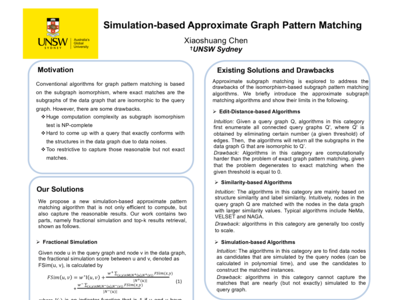 UNSW
SYDNEY
Australia's
Global
University
Simulation-based Approximate Graph Pattern Matching
Xiaoshuang Chen
†UNSW Sydney
Motivation
Conventional algorithms for graph pattern matching is based
on the subgraph isomorphism, where exact matches are the
subgraphs of the data graph that are isomorphic to the query
graph. However, there are some drawbacks.
❖Huge computation complexity as subgraph isomorphism
test is NP-complete
❖Hard to come up with a query that exactly conforms with
the structures in the data graph due to data noises.
❖Too restrictive to capture those reasonable but not exact
matches.
Our Solutions
We propose a new simulation-based approximate pattern
matching algorithm that is not only efficient to compute, but
also capture the reasonable results. Our work contains two
parts, namely fractional simulation and top-k results retrieval,
shown as follows.
➢ Fractional Simulation
Given node u in the query graph and node v in the data graph,
the fractional simulation score between u and v, denoted as
FSim(u, v), is calculated by
FSim(u, v) =
(1)
Existing Solutions and Drawbacks
Approximate subgraph matching is explored to address the
drawbacks of the isomorphism-based subgraph pattern matching
algorithms. We briefly introduce the approximate subgraph
matching algorithms and show their limits in the following.
➢ Edit-Distance-based Algorithms
Intuition: Given a query graph Q, algorithms in this category
first enumerate all connected query graphs Q', where Q' is
obtained by eliminating certain number (a given threshold) of
edges. Then, the algorithms will return all the subgraphs in the
data graph G that are isomorphic to Q'.
Drawback: Algorithms in this category are computationally
harder than the problem of exact graph pattern matching, given
that the problem degenerates to exact matching when the
given threshold is equal to 0.
➢ Similarity-based Algorithms
Intuition: The algorithms in this category are mainly based on
structure similarity and label similarity. Intuitively, nodes in the
query graph Q are matched with the nodes in the data graph
with larger similarity values. Typical algorithms include NeMa,
VELSET and NAGA.
Drawback: algorithms in this category are generally too costly
to scale.
➢ Simulation-based Algorithms
Intuition: The algorithms in this category are to find data nodes
as candidates that are simulated by the query nodes (can be
calculated in polynomial time), and use the candidates to
construct the matched instances.
Drawback: algorithms in this category cannot capture the
matches that are nearly (but not exactly) simulated to the
query graph.